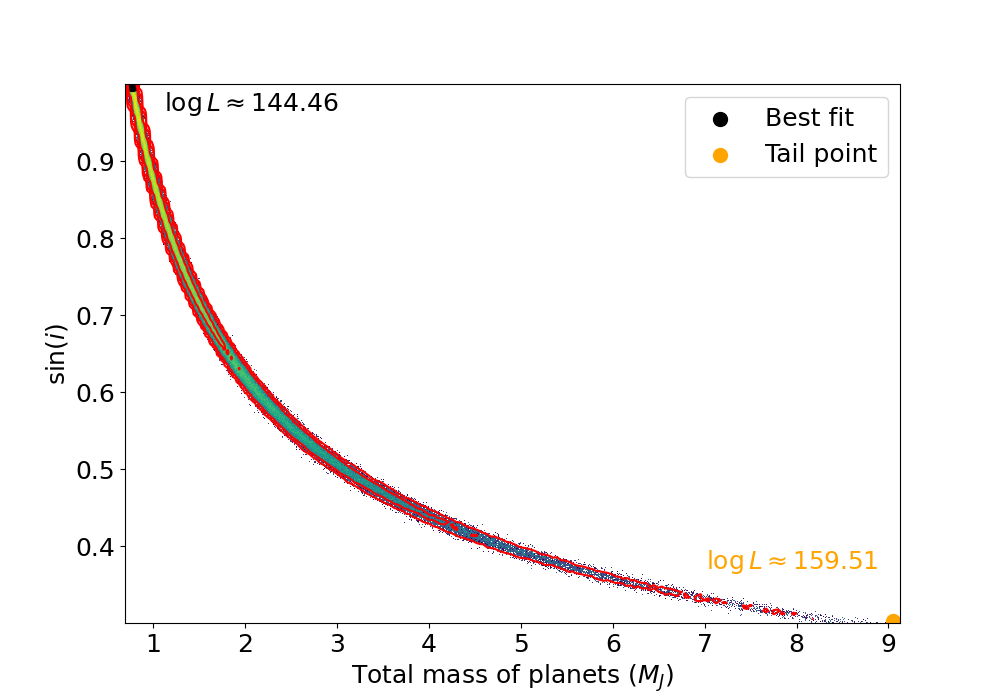 log L ≈ 144.46
Best fit
Tail point
0.9
0.8
0.7
0.6
0.5
0.4
sin(i)
log L ≈ 159.51
1 2 3 4 5 6 7 8 9
Total mass of planets (M_J)